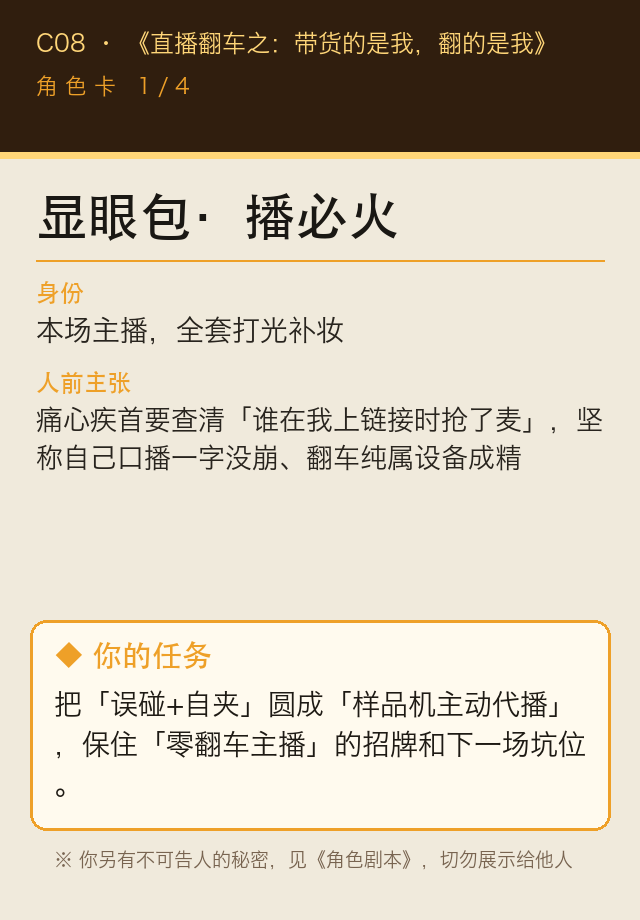 C08 · 《直播翻车之：带货的是我，翻的是我》
角色卡 1/4
显眼包· 播必火
身份
本场主播，全套打光补妆
人前主张
痛心疾首要查清「谁在我上链接时抢了麦」，坚
称自己口播一字没崩、翻车纯属设备成精
◆ 你的任务
把「误碰+自夹」圆成「样品机主动代播」
，保住「零翻车主播」的招牌和下一场坑位
。
※ 你另有不可告人的秘密，见《角色剧本》，切勿展示给他人